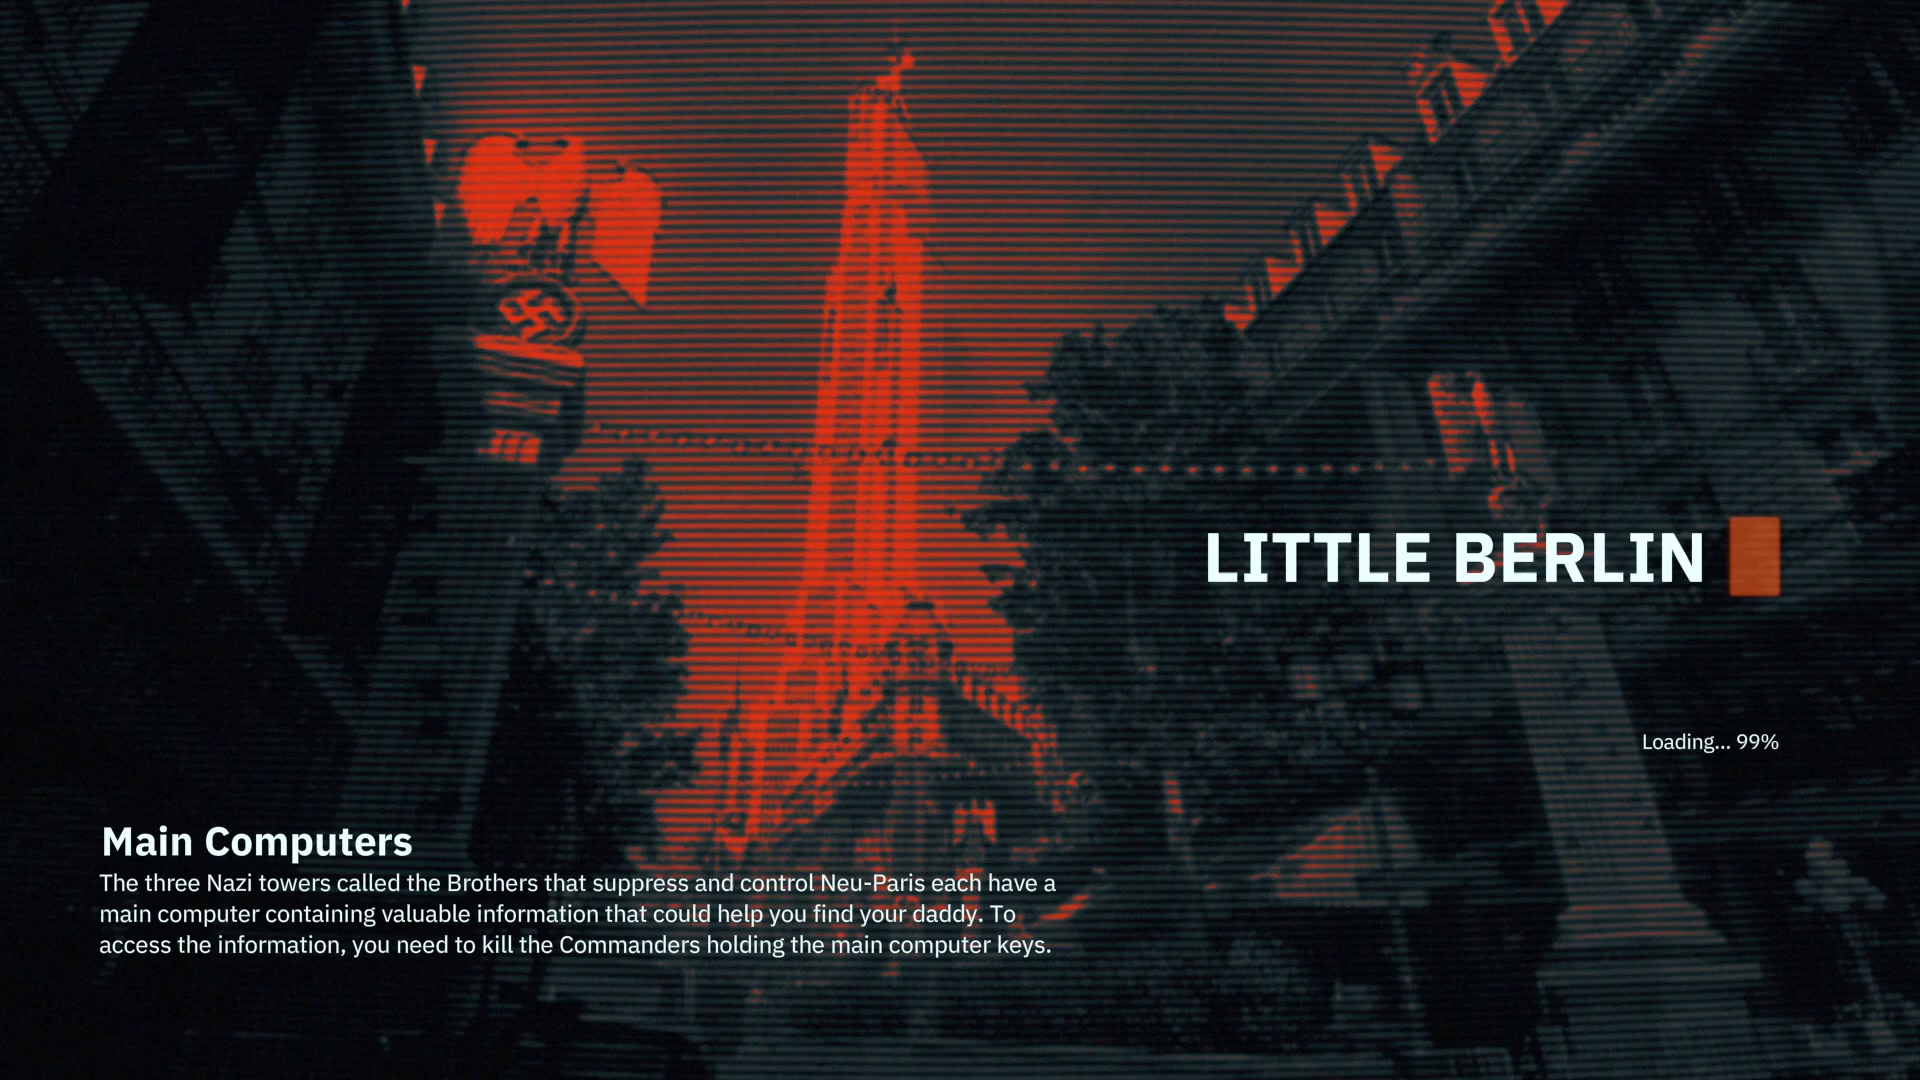 LITTLE BERLIN
Loading... 99%
Main Computers
The three Nazi towers called the Brothers that suppress and control Neu-Paris each have a
main computer containing valuable information that could help you find your daddy. To
access the information, you need to kill the Commanders holding the main computer keys.